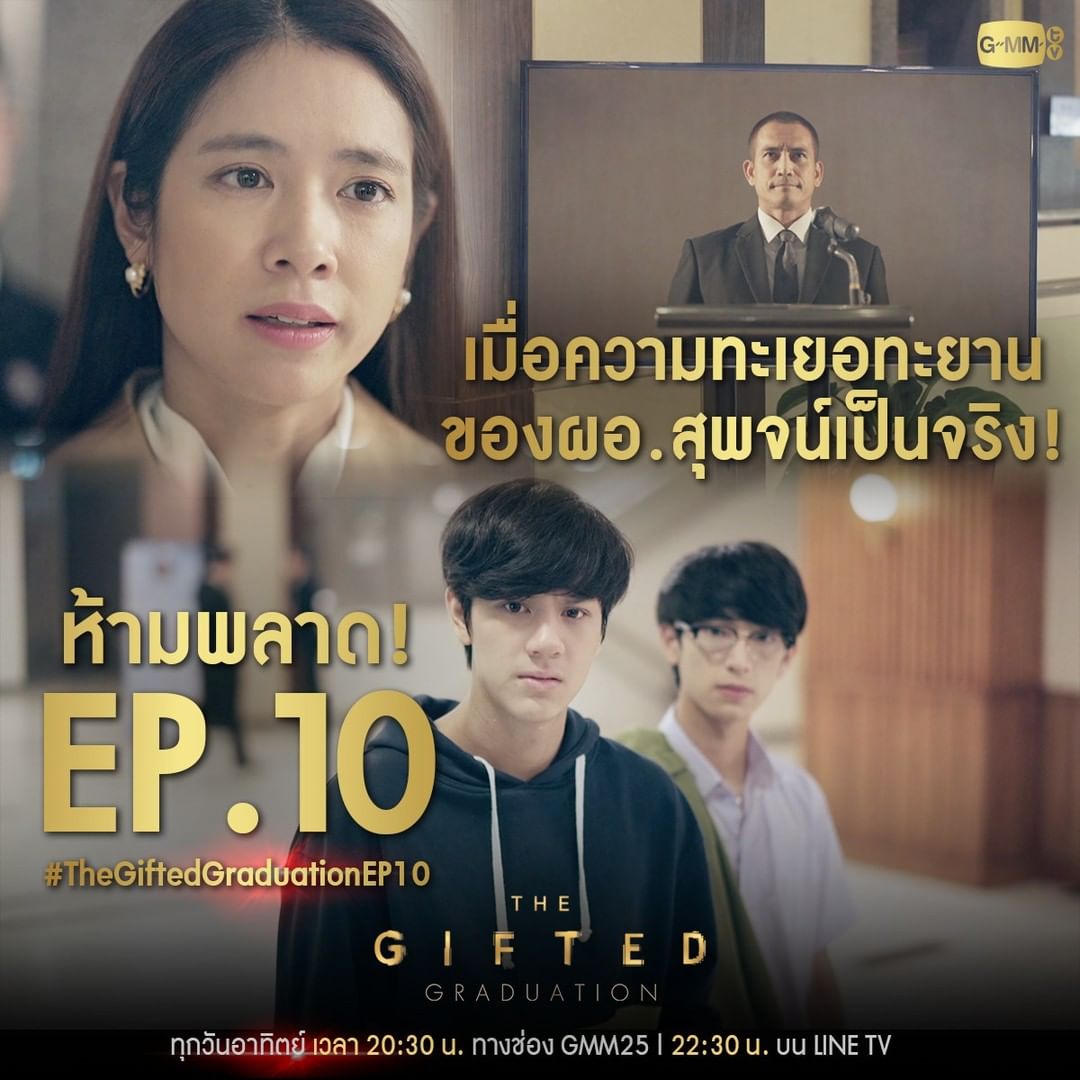 GMM TV
เมื่อความทะเยอทะยาน
ของผอ.สุพจน์เป็นจริง!
ห้ามพลาด!
EP.10
#TheGiftedGraduationEP10
THE
GIFTED
GRADUATION
ทุกวันอาทิตย์ เวลา 20:30 น. ทางช่อง GMM25 | 22:30 น. บน LINE TV